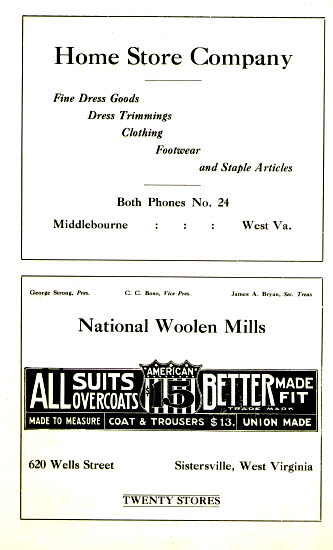 Home Store Company
Fine Dress Goods
Dress Trimmings
Clothing
Footwear
and Staple Articles
Both Phones No. 24
Middlebourne : : : West Va.
George Strong, Pres. C. C. Bono, Vice Pres. James A. Bryan, Sec. Treas
National Woolen Mills
ALL SUITS OVERCOATS AMERICAN $15 BETTER MADE FIT
TRADE MARK
MADE TO MEASURE COAT & TROUSERS $13. UNION MADE
620 Wells Street Sistersville, West Virginia
TWENTY STORES